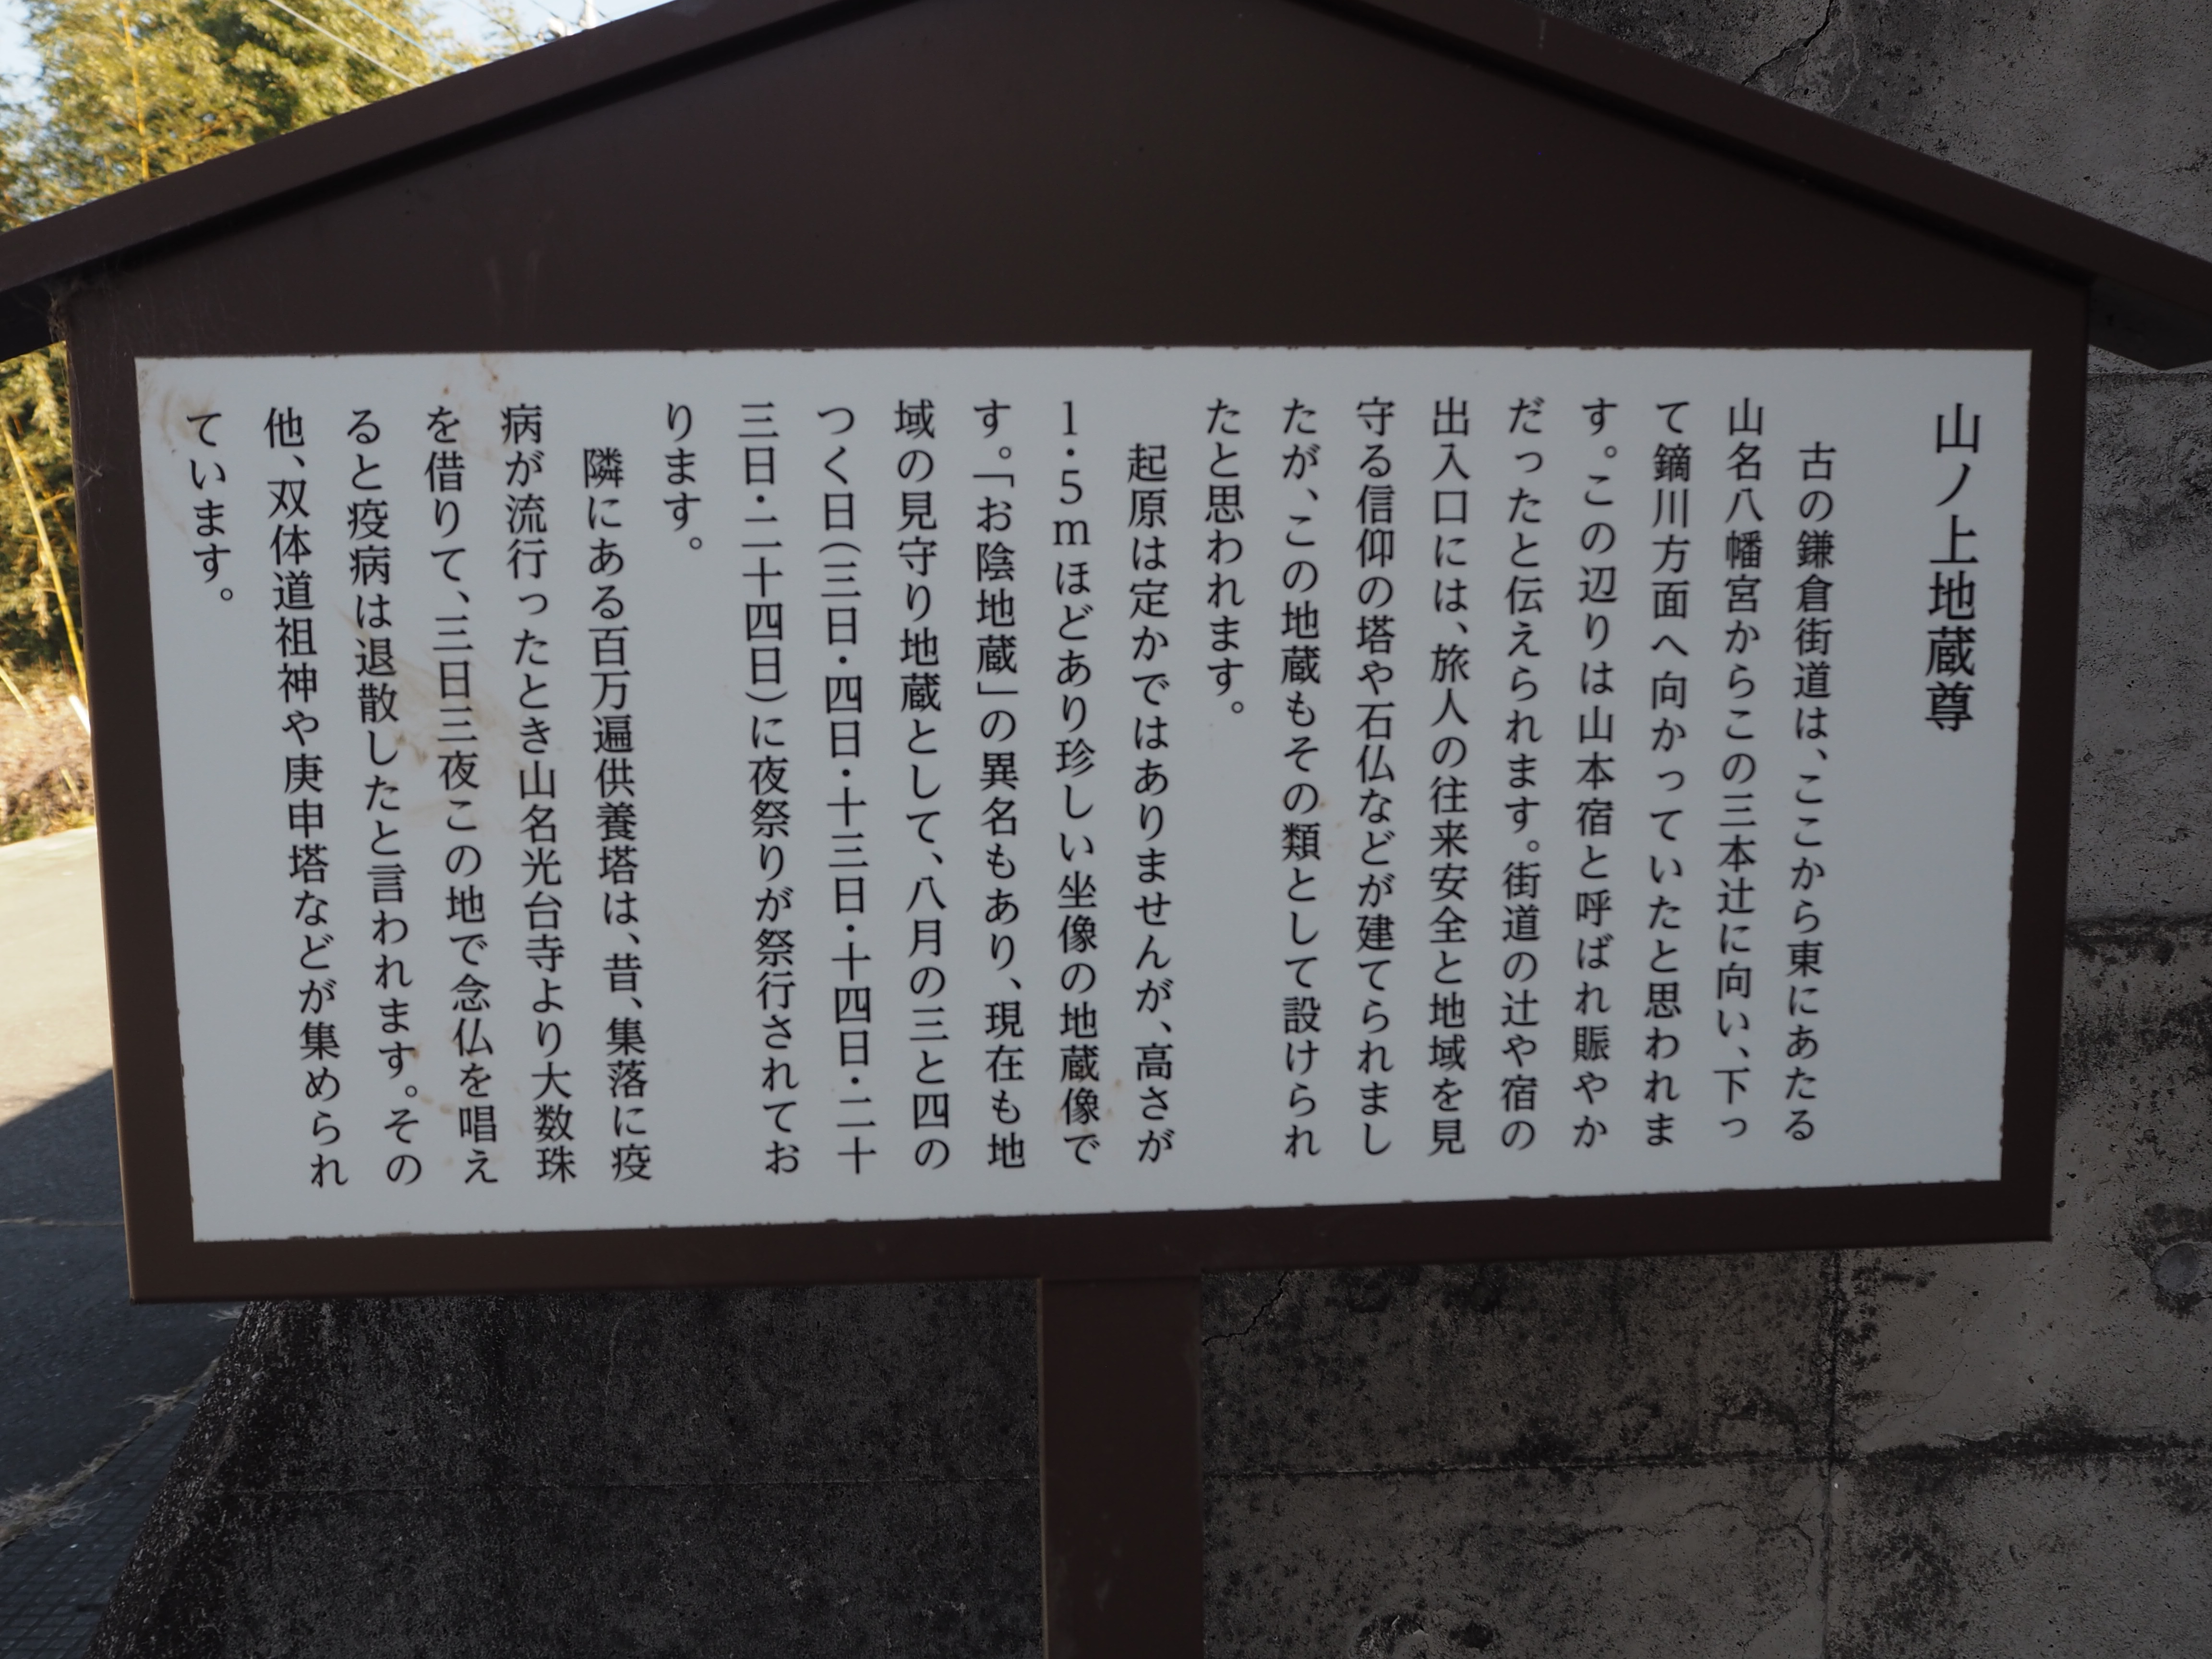 山ノ上地蔵尊
古の鎌倉街道は、ここから東にあたる
山名八幡宮からこの三本辻に向い、下っ
て鏑川方面へ向かっていたと思われま
す。この辺りは山本宿と呼ばれ賑やか
だったと伝えられます。街道の辻や宿の
出入口には、旅人の往来安全と地域を見
守る信仰の塔や石仏などが建てられまし
たが、この地蔵もその類として設けられ
たと思われます。
起原は定かではありませんが、高さが
1・5mほどあり珍しい坐像の地蔵像で
す。「お陰地蔵」の異名もあり、現在も地
域の見守り地蔵として、八月の三と四の
つく日(三日・四日・十三日・十四日・二十
三日・二十四日)に夜祭りが祭行されてお
ります。
隣にある百万遍供養塔は、昔、集落に疫
病が流行ったとき山名光台寺より大数珠
を借りて、三日三夜この地で念仏を唱え
ると疫病は退散したと言われます。その
他、双体道祖神や庚申塔などが集められ
ています。